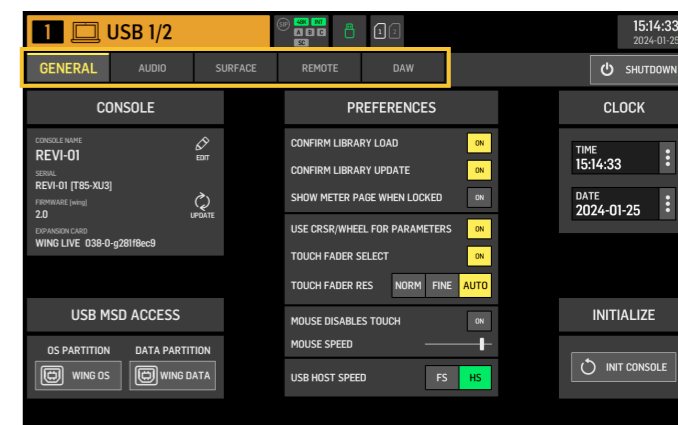 1 USB 1/2
SIP 48K INT
A B C
SC
1 2
15:14:33
2024-01-25
GENERAL AUDIO SURFACE REMOTE DAW
SHUTDOWN
CONSOLE
CONSOLE NAME
REVI-01
EDIT
SERIAL
REVI-01 [T85-XU3]
FIRMWARE [wing]
2.0
UPDATE
EXPANSION CARD
WING LIVE 038-0-g281f8ec9
USB MSD ACCESS
OS PARTITION DATA PARTITION
WING OS WING DATA
PREFERENCES
CONFIRM LIBRARY LOAD ON
CONFIRM LIBRARY UPDATE ON
SHOW METER PAGE WHEN LOCKED ON
USE CRSR/WHEEL FOR PARAMETERS ON
TOUCH FADER SELECT ON
TOUCH FADER RES NORM FINE AUTO
MOUSE DISABLES TOUCH ON
MOUSE SPEED
USB HOST SPEED FS HS
CLOCK
TIME
15:14:33
DATE
2024-01-25
INITIALIZE
INIT CONSOLE